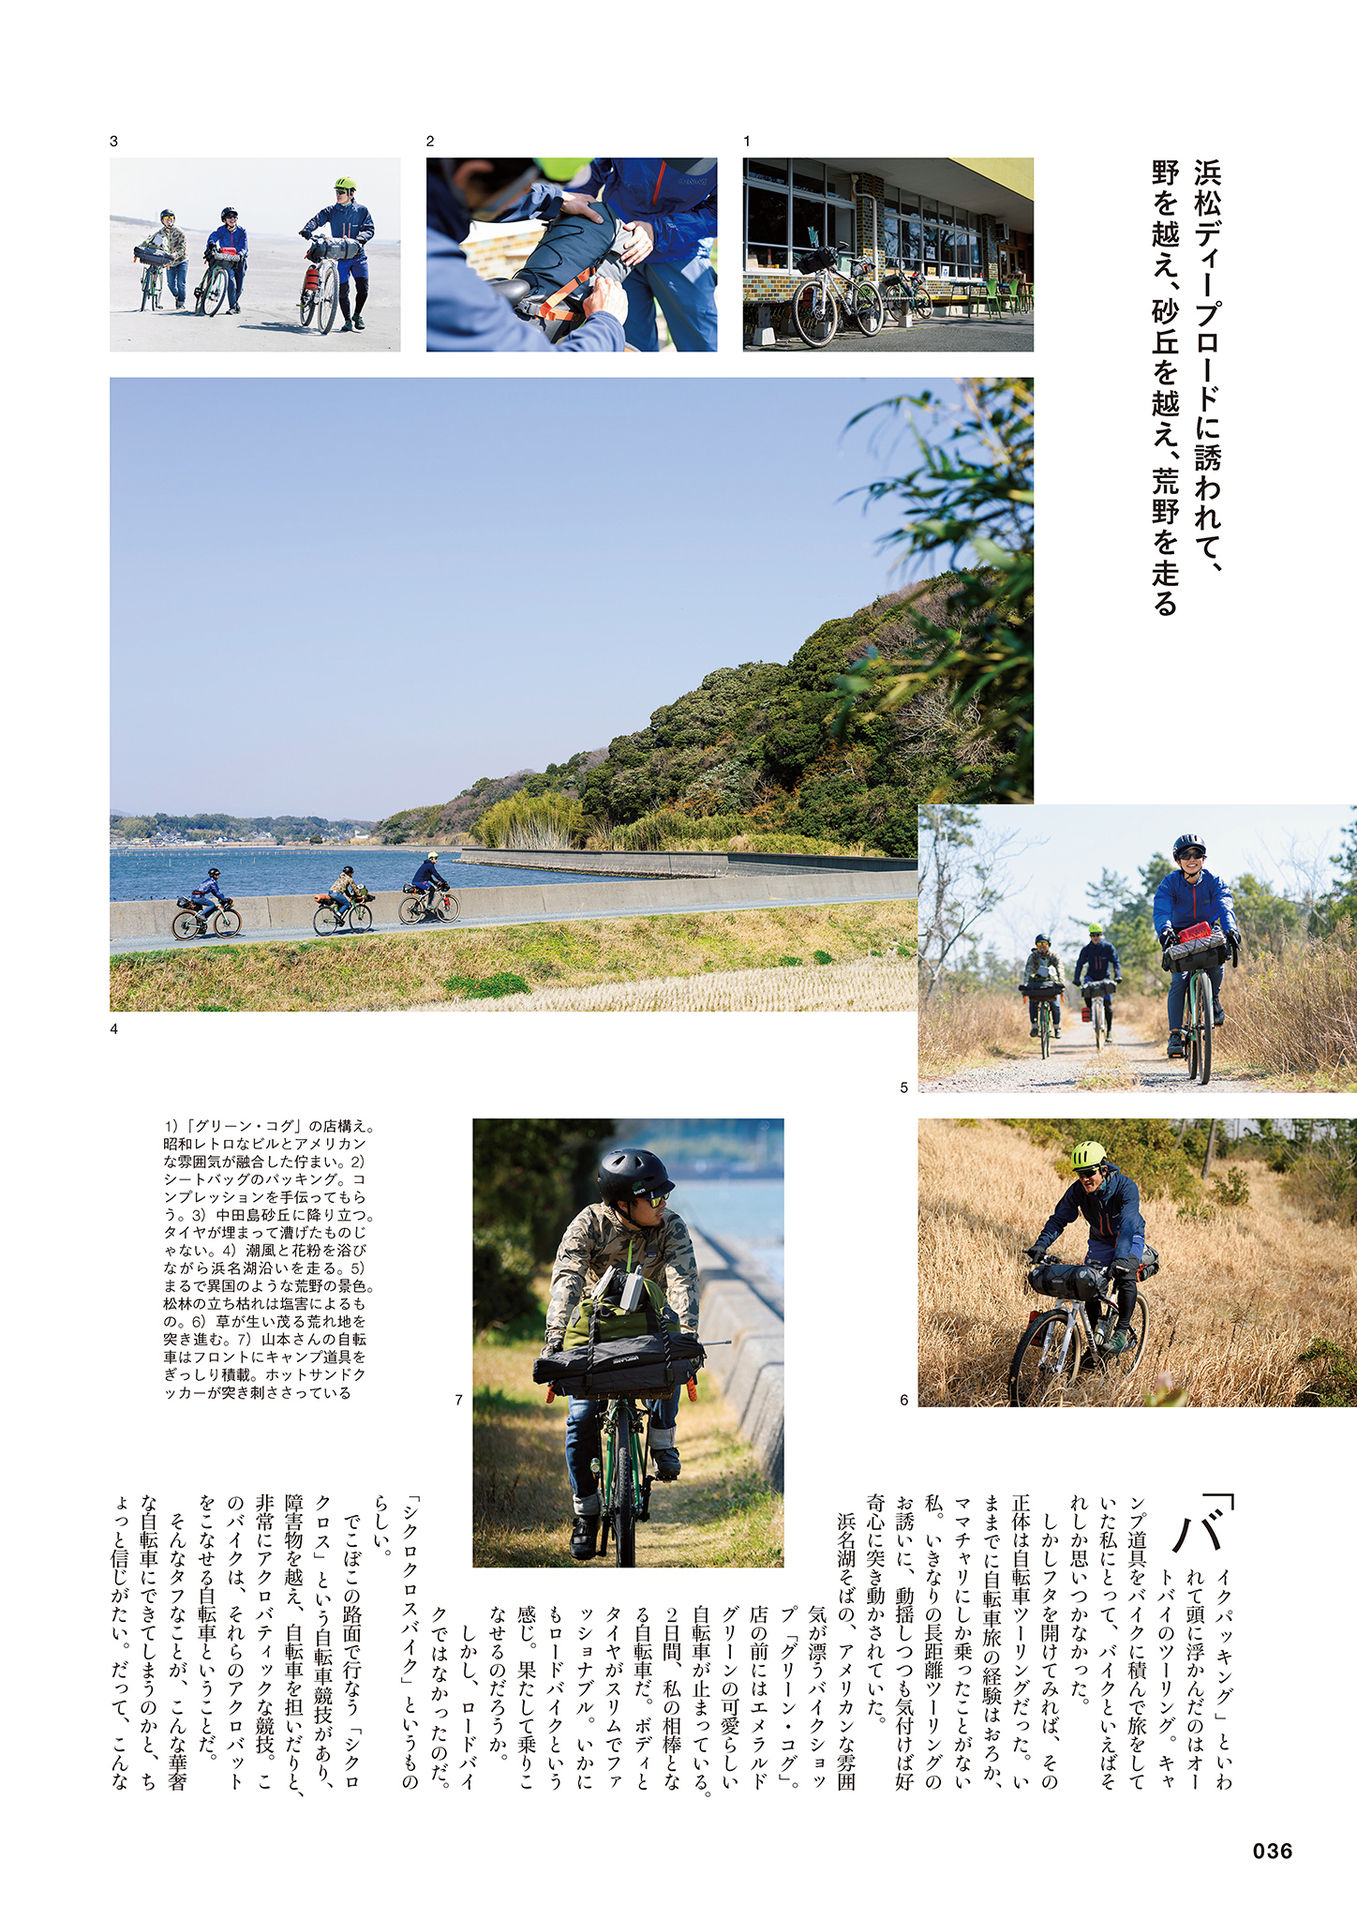 浜松ディープロードに誘われて、
野を越え、砂丘を越え、荒野を走る
1
2
3
4
5
6
7
1）「グリーン・コグ」の店構え。
昭和レトロなビルとアメリカン
な雰囲気が融合した佇まい。2）
シートバッグのパッキング。コ
ンプレッションを手伝ってもら
う。3）中田島砂丘に降り立つ。
タイヤが埋まって漕げたものじ
ゃない。4）潮風と花粉を浴び
ながら浜名湖沿いを走る。5）
まるで異国のような荒野の景色。
松林の立ち枯れは塩害によるも
の。6）草が生い茂る荒れ地を
突き進む。7）山本さんの自転
車はフロントにキャンプ道具を
ぎっしり積載。ホットサンドク
ッカーが突き刺ささっている
「バイクパッキング」といわ
れて頭に浮かんだのはオー
トバイのツーリング。キャ
ンプ道具をバイクに積んで旅をして
いた私にとって、バイクといえばそ
れしか思いつかなかった。
しかしフタを開けてみれば、その
正体は自転車ツーリングだった。い
ままでに自転車旅の経験はおろか、
ママチャリにしか乗ったことがない
私。いきなりの長距離ツーリングの
お誘いに、動揺しつつも気付けば好
奇心に突き動かされていた。
浜名湖そばの、アメリカンな雰囲
気が漂うバイクショッ
プ「グリーン・コグ」。
店の前にはエメラルド
グリーンの可愛らしい
自転車が止まっている。
2日間、私の相棒とな
る自転車だ。ボディと
タイヤがスリムでファ
ッショナブル。いかに
もロードバイクという
感じ。果たして乗りこ
なせるのだろうか。
しかし、ロードバイ
クではなかったのだ。
「シクロクロスバイク」というもの
らしい。
でこぼこの路面で行なう「シクロ
クロス」という自転車競技があり、
障害物を越え、自転車を担いだりと、
非常にアクロバティックな競技。こ
のバイクは、それらのアクロバット
をこなせる自転車ということだ。
そんなタフなことが、こんな華奢
な自転車にできてしまうのかと、ち
ょっと信じがたい。だって、こんな
036